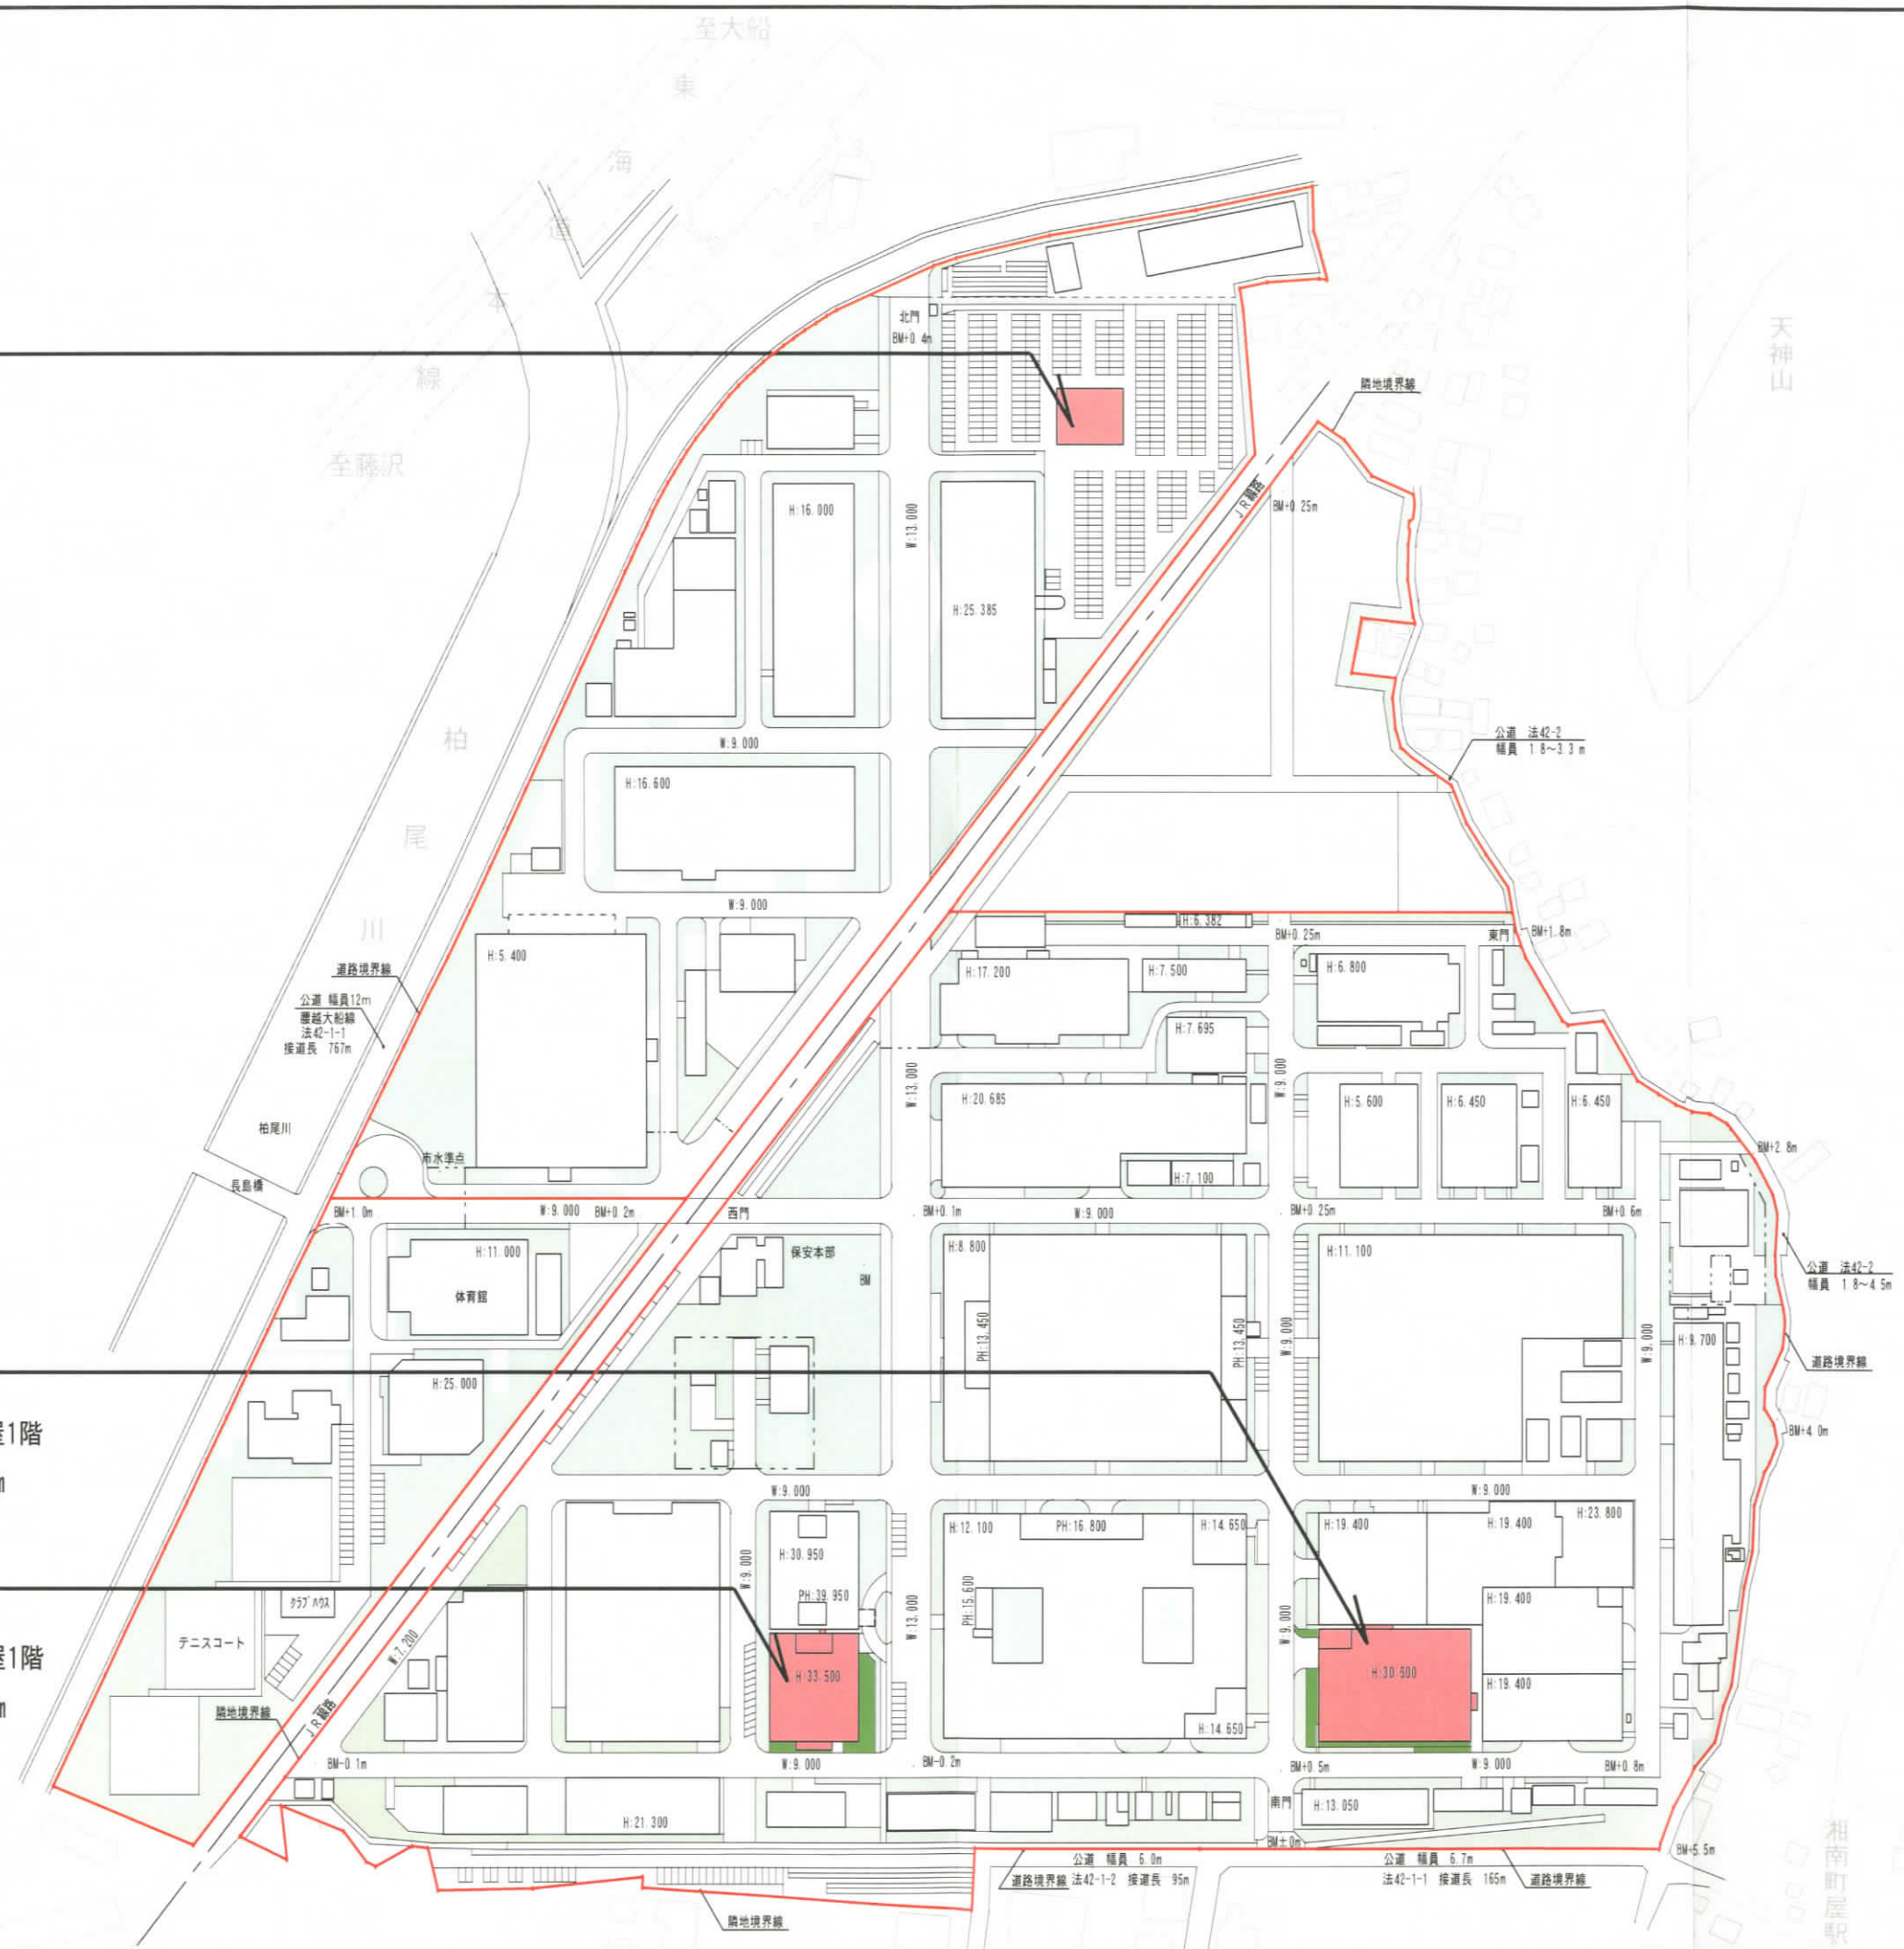 至大船
東
海
道
本
線
至藤沢
天
神
山
北門
BM+0.4m
隣地境界線
JR線路
BM+0.25m
H:16.000
W:13.000
H:25.385
公道 法42-2
幅員 1.8～3.3m
W:9.000
H:16.600
W:9.000
柏
尾
川
道路境界線
公道 幅員12m
腰越大船線
法42-1-1
接道長 767m
H:5.400
H:6.382
BM+0.25m
東門
BM+1.8m
H:17.200
H:7.500
H:6.800
H:7.695
W:13.000
W:9.000
H:20.685
H:5.600
H:6.450
H:6.450
柏尾川
市水準点
H:7.100
BM+2.8m
長島橋
BM+1.0m
W:9.000
BM+0.2m
西門
BM+0.1m
W:9.000
BM+0.25m
BM+0.6m
H:11.000
体育館
保安本部
BM
H:8.800
H:11.100
公道 法42-2
幅員 1.8～4.5m
PH:13.450
PH:13.450
W:9.000
W:9.000
H:9.700
道路境界線
H:25.000
屋1階
BM+4.0m
m
W:9.000
W:9.000
H:12.100
PH:16.800
H:14.650
H:19.400
H:19.400
H:23.800
H:30.950
W:9.000
PH:39.950
W:13.000
PH:15.600
W:9.000
H:19.400
クラブハウス
テニスコート
W:7.200
屋1階
H:33.500
H:30.500
H:19.400
m
隣地境界線
JR線路
H:14.650
BM-0.1m
W:9.000
BM-0.2m
BM+0.5m
W:9.000
BM+0.8m
H:21.300
南門
H:13.050
BM±0m
BM+5.5m
公道 幅員 6.0m
道路境界線 法42-1-2 接道長 95m
公道 幅員 6.7m
法42-1-1 接道長 165m
道路境界線
隣地境界線
湘
南
町
屋
駅